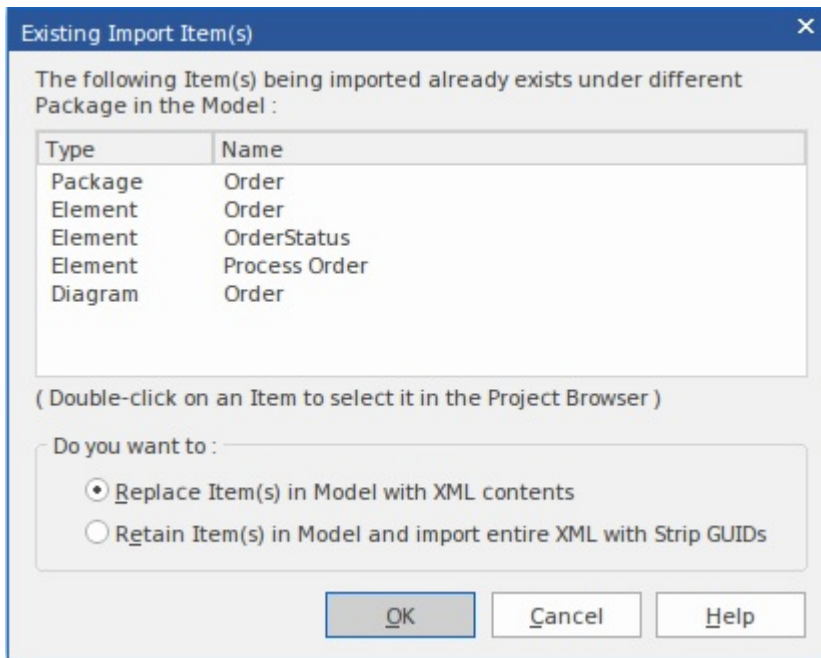 Existing Import Item(s)
The following Item(s) being imported already exists under different
Package in the Model :
Type Name
Package Order
Element Order
Element OrderStatus
Element Process Order
Diagram Order
( Double-click on an Item to select it in the Project Browser )
Do you want to :
Replace Item(s) in Model with XML contents
Retain Item(s) in Model and import entire XML with Strip GUIDs
OK Cancel Help